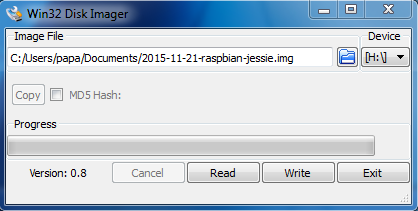 Win32 Disk Imager
Image File
Device
C:/Users/papa/Documents/2015-11-21-raspbian-jessie.img
[H:\]
Copy
MD5 Hash:
Progress
Version: 0.8
Cancel
Read
Write
Exit